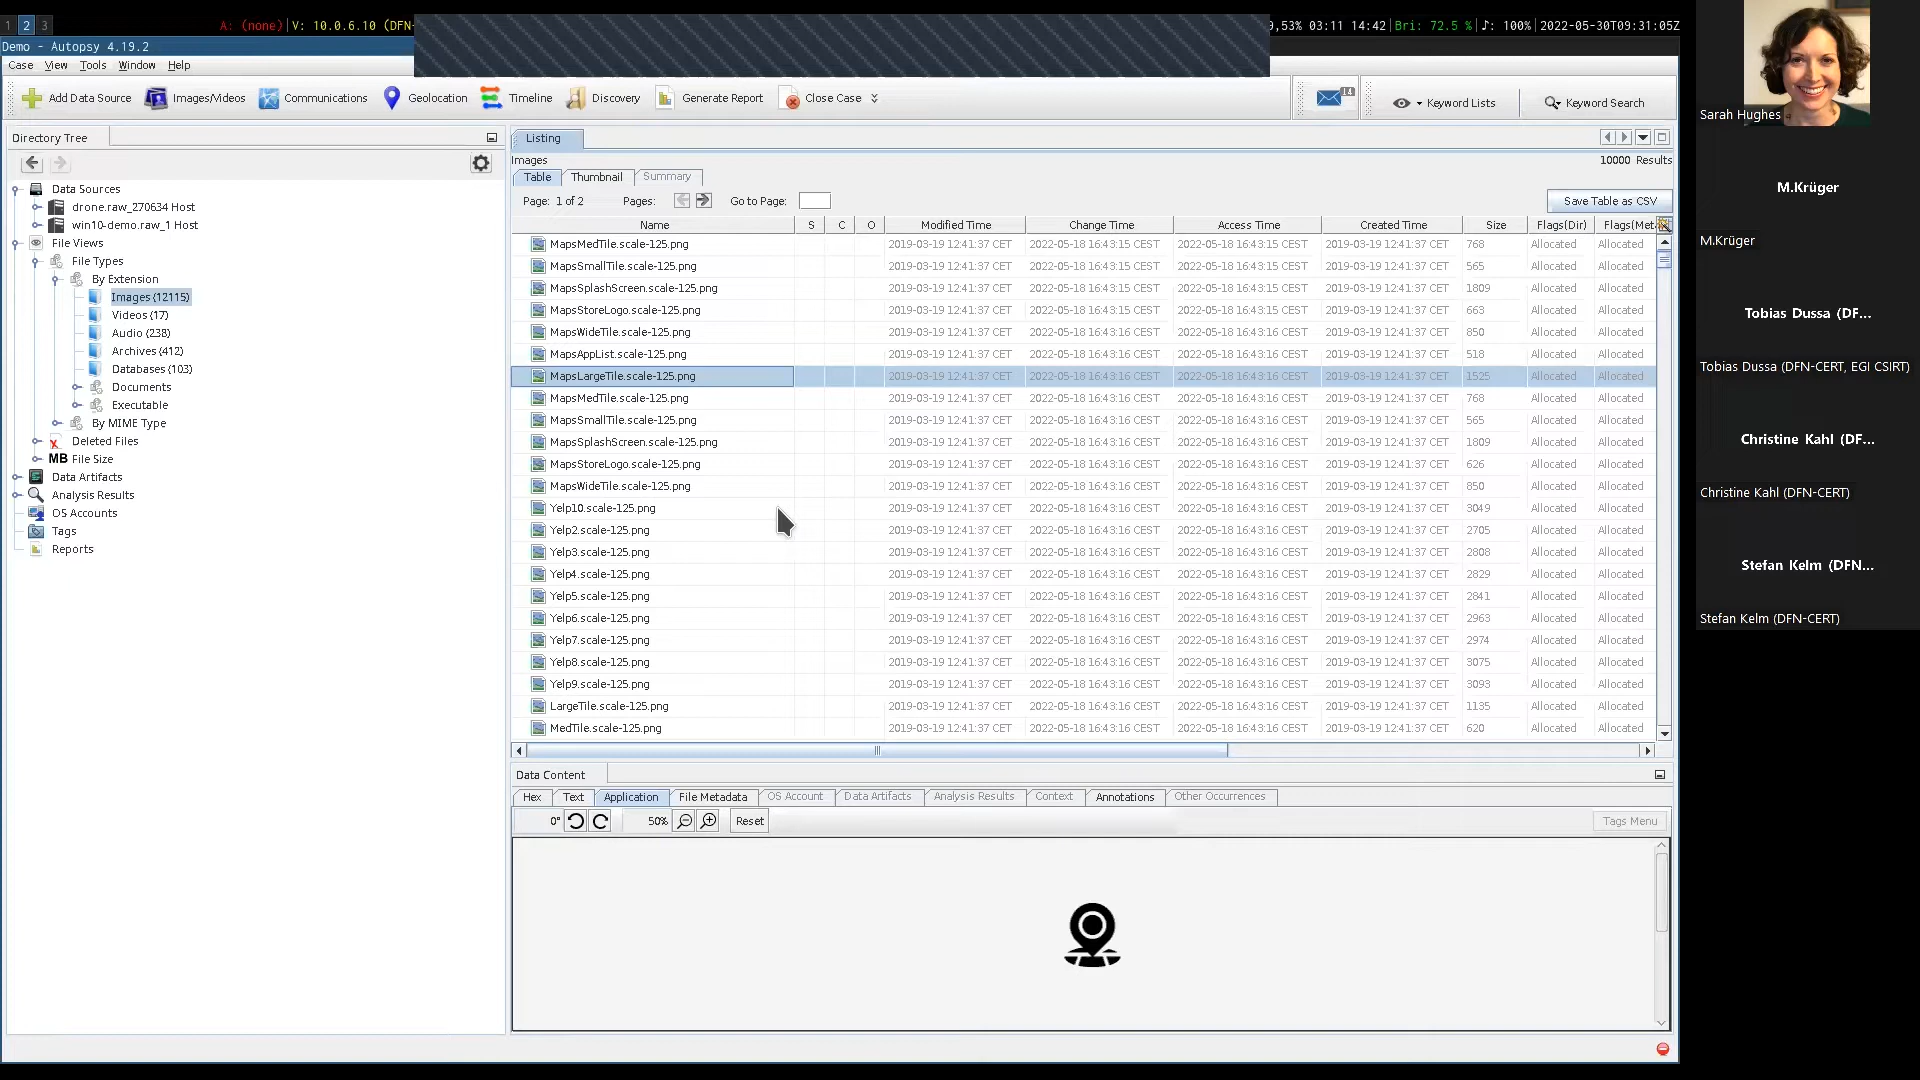 1 2 3 A: (none)|V: 10.0.6.10 (DFN- ,53% 03:11 14:42|Bri: 72.5 %|♪: 100%|2022-05-30T09:31:05Z
Demo - Autopsy 4.19.2
Case View Tools Window Help
Add Data Source Images/Videos Communications Geolocation Timeline Discovery Generate Report Close Case 14 Keyword Lists Keyword Search
Directory Tree
Data Sources
drone.raw_270634 Host
win10-demo.raw_1 Host
File Views
File Types
By Extension
Images (12115)
Videos (17)
Audio (238)
Archives (412)
Databases (103)
Documents
Executable
By MIME Type
Deleted Files
MB File Size
Data Artifacts
Analysis Results
OS Accounts
Tags
Reports
Listing
Images 10000 Results
Table Thumbnail Summary
Page: 1 of 2 Pages: Go to Page: Save Table as CSV
Name S C O Modified Time Change Time Access Time Created Time Size Flags(Dir) Flags(Meta
MapsMedTile.scale-125.png 2019-03-19 12:41:37 CET 2022-05-18 16:43:15 CEST 2022-05-18 16:43:15 CEST 2019-03-19 12:41:37 CET 768 Allocated Allocated
MapsSmallTile.scale-125.png 2019-03-19 12:41:37 CET 2022-05-18 16:43:15 CEST 2022-05-18 16:43:15 CEST 2019-03-19 12:41:37 CET 565 Allocated Allocated
MapsSplashScreen.scale-125.png 2019-03-19 12:41:37 CET 2022-05-18 16:43:15 CEST 2022-05-18 16:43:15 CEST 2019-03-19 12:41:37 CET 1809 Allocated Allocated
MapsStoreLogo.scale-125.png 2019-03-19 12:41:37 CET 2022-05-18 16:43:15 CEST 2022-05-18 16:43:15 CEST 2019-03-19 12:41:37 CET 663 Allocated Allocated
MapsWideTile.scale-125.png 2019-03-19 12:41:37 CET 2022-05-18 16:43:15 CEST 2022-05-18 16:43:15 CEST 2019-03-19 12:41:37 CET 850 Allocated Allocated
MapsAppList.scale-125.png 2019-03-19 12:41:37 CET 2022-05-18 16:43:16 CEST 2022-05-18 16:43:16 CEST 2019-03-19 12:41:37 CET 518 Allocated Allocated
MapsLargeTile.scale-125.png 2019-03-19 12:41:37 CET 2022-05-18 16:43:16 CEST 2022-05-18 16:43:16 CEST 2019-03-19 12:41:37 CET 1525 Allocated Allocated
MapsMedTile.scale-125.png 2019-03-19 12:41:37 CET 2022-05-18 16:43:16 CEST 2022-05-18 16:43:16 CEST 2019-03-19 12:41:37 CET 768 Allocated Allocated
MapsSmallTile.scale-125.png 2019-03-19 12:41:37 CET 2022-05-18 16:43:16 CEST 2022-05-18 16:43:16 CEST 2019-03-19 12:41:37 CET 565 Allocated Allocated
MapsSplashScreen.scale-125.png 2019-03-19 12:41:37 CET 2022-05-18 16:43:16 CEST 2022-05-18 16:43:16 CEST 2019-03-19 12:41:37 CET 1809 Allocated Allocated
MapsStoreLogo.scale-125.png 2019-03-19 12:41:37 CET 2022-05-18 16:43:16 CEST 2022-05-18 16:43:16 CEST 2019-03-19 12:41:37 CET 626 Allocated Allocated
MapsWideTile.scale-125.png 2019-03-19 12:41:37 CET 2022-05-18 16:43:16 CEST 2022-05-18 16:43:16 CEST 2019-03-19 12:41:37 CET 850 Allocated Allocated
Yelp10.scale-125.png 2019-03-19 12:41:37 CET 2022-05-18 16:43:16 CEST 2022-05-18 16:43:16 CEST 2019-03-19 12:41:37 CET 3049 Allocated Allocated
Yelp2.scale-125.png 2019-03-19 12:41:37 CET 2022-05-18 16:43:16 CEST 2022-05-18 16:43:16 CEST 2019-03-19 12:41:37 CET 2705 Allocated Allocated
Yelp3.scale-125.png 2019-03-19 12:41:37 CET 2022-05-18 16:43:16 CEST 2022-05-18 16:43:16 CEST 2019-03-19 12:41:37 CET 2808 Allocated Allocated
Yelp4.scale-125.png 2019-03-19 12:41:37 CET 2022-05-18 16:43:16 CEST 2022-05-18 16:43:16 CEST 2019-03-19 12:41:37 CET 2829 Allocated Allocated
Yelp5.scale-125.png 2019-03-19 12:41:37 CET 2022-05-18 16:43:16 CEST 2022-05-18 16:43:16 CEST 2019-03-19 12:41:37 CET 2841 Allocated Allocated
Yelp6.scale-125.png 2019-03-19 12:41:37 CET 2022-05-18 16:43:16 CEST 2022-05-18 16:43:16 CEST 2019-03-19 12:41:37 CET 2963 Allocated Allocated
Yelp7.scale-125.png 2019-03-19 12:41:37 CET 2022-05-18 16:43:16 CEST 2022-05-18 16:43:16 CEST 2019-03-19 12:41:37 CET 2974 Allocated Allocated
Yelp8.scale-125.png 2019-03-19 12:41:37 CET 2022-05-18 16:43:16 CEST 2022-05-18 16:43:16 CEST 2019-03-19 12:41:37 CET 3075 Allocated Allocated
Yelp9.scale-125.png 2019-03-19 12:41:37 CET 2022-05-18 16:43:16 CEST 2022-05-18 16:43:16 CEST 2019-03-19 12:41:37 CET 3093 Allocated Allocated
LargeTile.scale-125.png 2019-03-19 12:41:37 CET 2022-05-18 16:43:16 CEST 2022-05-18 16:43:16 CEST 2019-03-19 12:41:37 CET 1135 Allocated Allocated
MedTile.scale-125.png 2019-03-19 12:41:37 CET 2022-05-18 16:43:16 CEST 2022-05-18 16:43:16 CEST 2019-03-19 12:41:37 CET 620 Allocated Allocated
Data Content
Hex Text Application File Metadata OS Account Data Artifacts Analysis Results Context Annotations Other Occurrences
0° 50% Reset Tags Menu
Sarah Hughes
M.Krüger
M.Krüger
Tobias Dussa (DF...
Tobias Dussa (DFN-CERT, EGI CSIRT)
Christine Kahl (DF...
Christine Kahl (DFN-CERT)
Stefan Kelm (DFN...
Stefan Kelm (DFN-CERT)